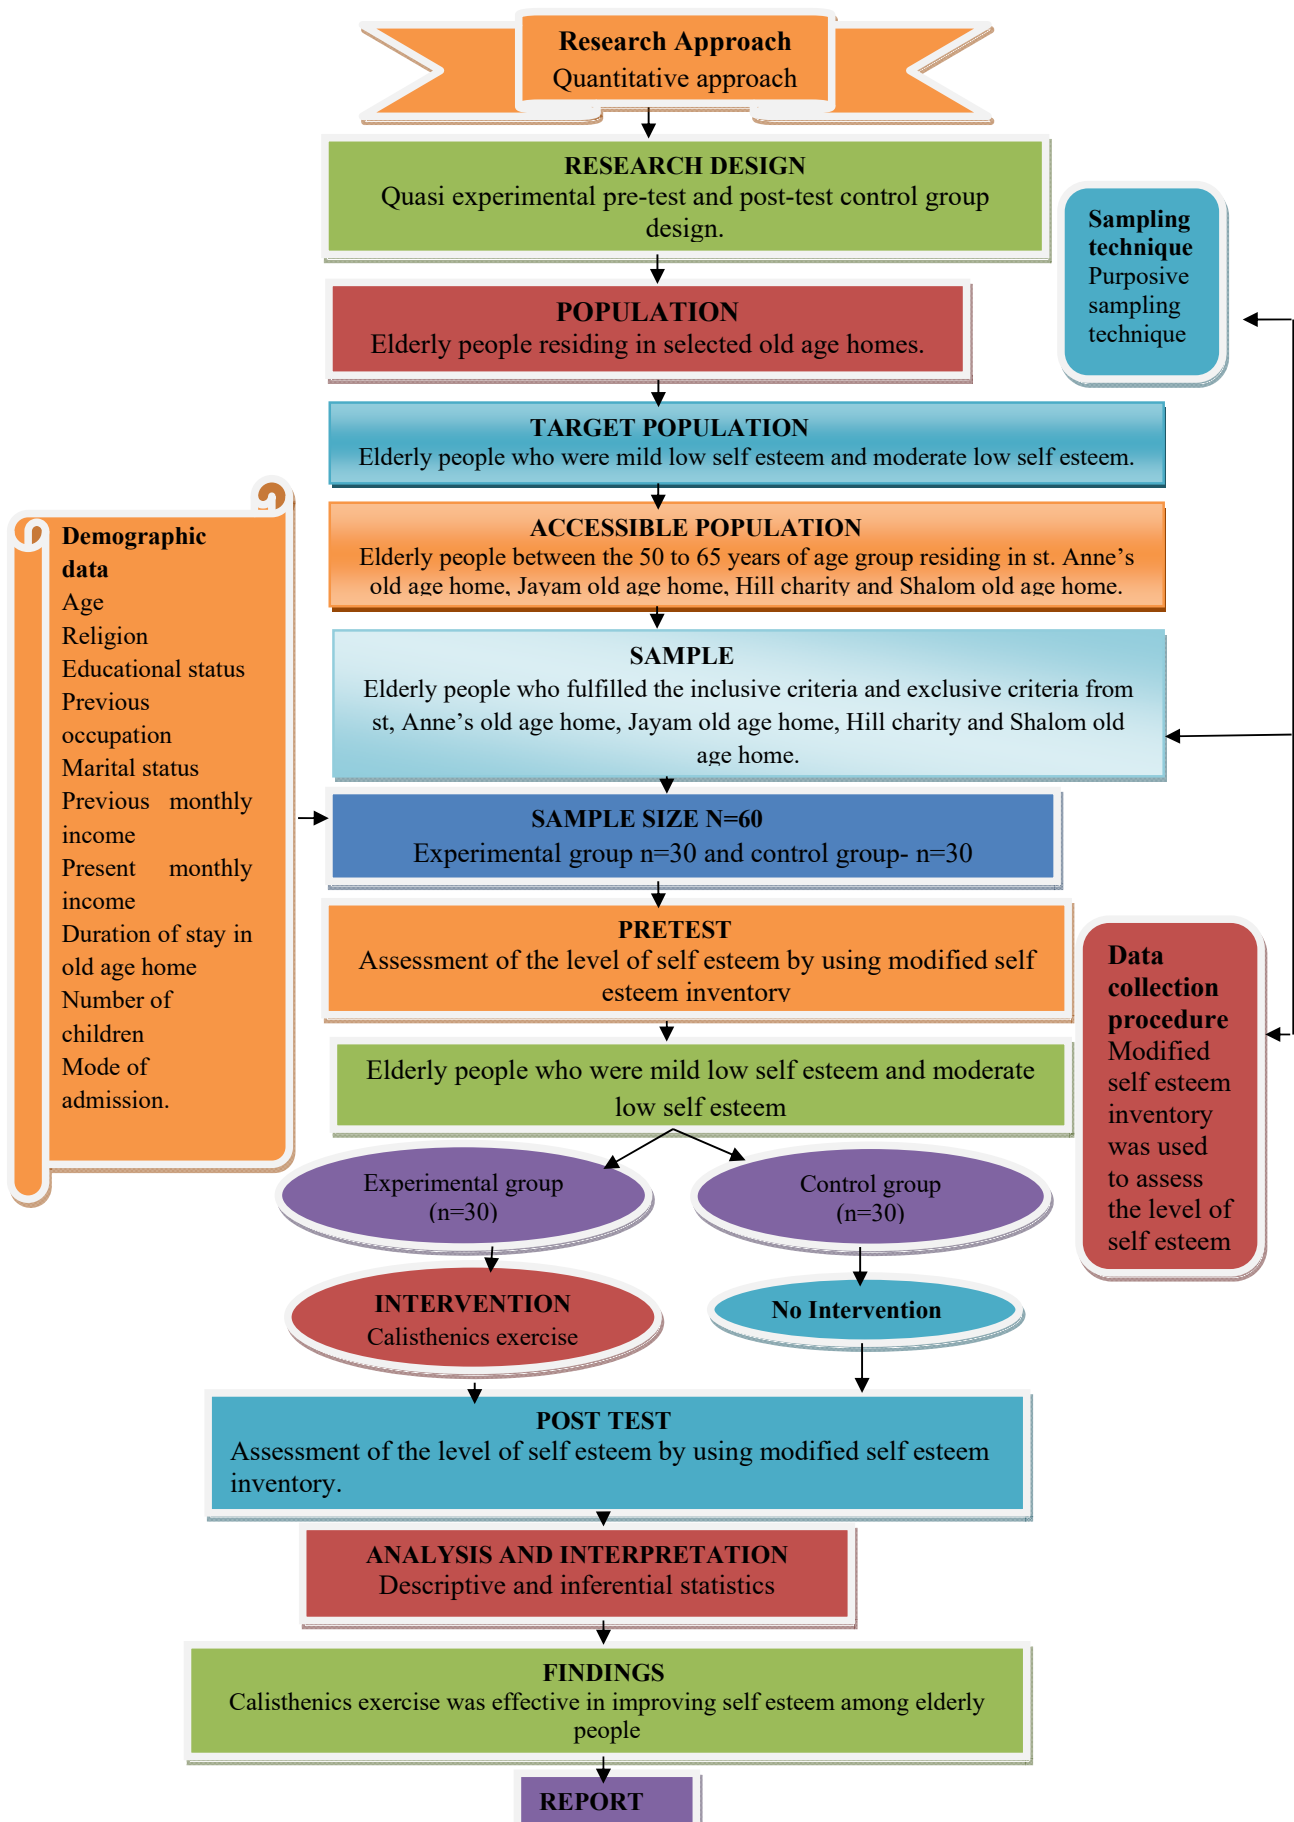 Research Approach
Quantitative approach
RESEARCH DESIGN
Quasi experimental pre-test and post-test control group
design.
Sampling
technique
Purposive
sampling
technique
POPULATION
Elderly people residing in selected old age homes.
TARGET POPULATION
Elderly people who were mild low self esteem and moderate low self esteem.
ACCESSIBLE POPULATION
Elderly people between the 50 to 65 years of age group residing in st. Anne's
old age home, Jayam old age home, Hill charity and Shalom old age home.
Demographic
data
Age
Religion
Educational status
Previous
occupation
Marital status
Previous monthly
income
Present monthly
income
Duration of stay in
old age home
Number of
children
Mode of
admission.
SAMPLE
Elderly people who fulfilled the inclusive criteria and exclusive criteria from
st, Anne's old age home, Jayam old age home, Hill charity and Shalom old
age home.
SAMPLE SIZE N=60
Experimental group n=30 and control group- n=30
PRETEST
Assessment of the level of self esteem by using modified self
esteem inventory
Data
collection
procedure
Modified
self esteem
inventory
was used
to assess
the level of
self esteem
Elderly people who were mild low self esteem and moderate
low self esteem
Experimental group
(n=30)
Control group
(n=30)
INTERVENTION
Calisthenics exercise
No Intervention
POST TEST
Assessment of the level of self esteem by using modified self esteem
inventory.
ANALYSIS AND INTERPRETATION
Descriptive and inferential statistics
FINDINGS
Calisthenics exercise was effective in improving self esteem among elderly
people
REPORT